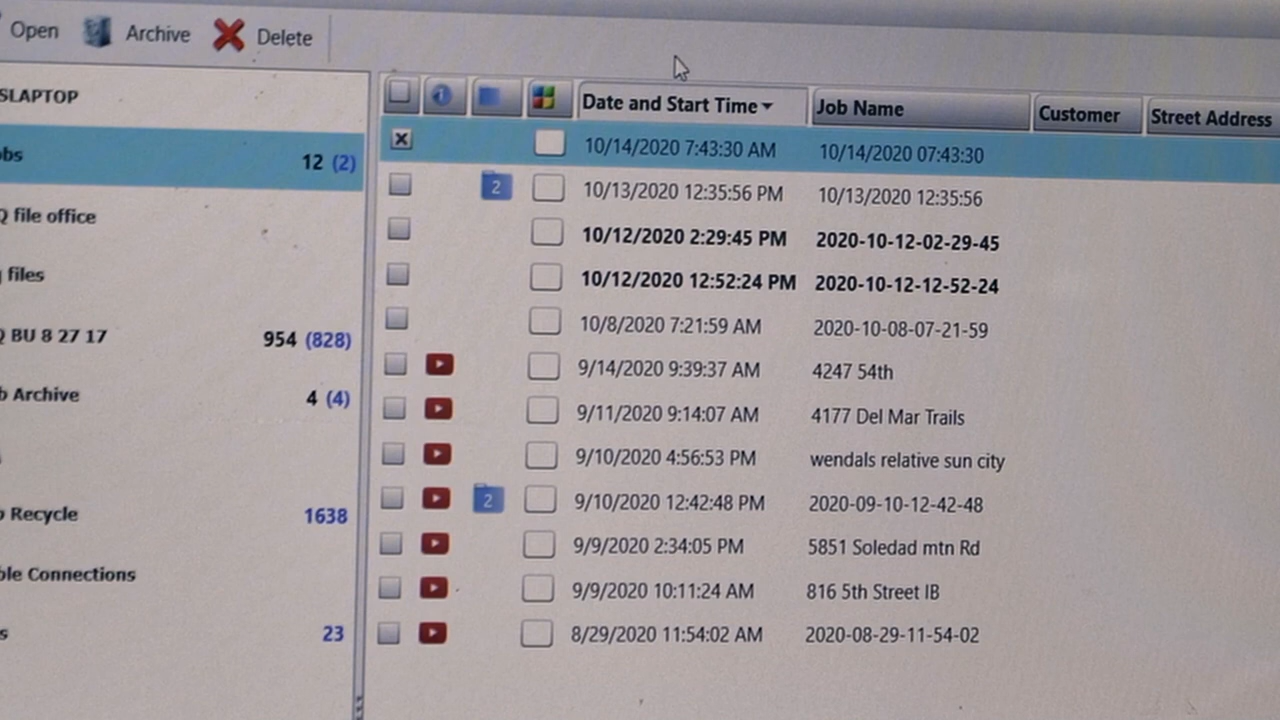 Open Archive Delete
SLAPTOP
bs 12 (2)
Q file office
files
Q BU 8 27 17 954 (828)
b Archive 4 (4)
Recycle 1638
ble Connections
s 23
Date and Start Time Job Name Customer Street Address
10/14/2020 7:43:30 AM 10/14/2020 07:43:30
2 10/13/2020 12:35:56 PM 10/13/2020 12:35:56
10/12/2020 2:29:45 PM 2020-10-12-02-29-45
10/12/2020 12:52:24 PM 2020-10-12-12-52-24
10/8/2020 7:21:59 AM 2020-10-08-07-21-59
9/14/2020 9:39:37 AM 4247 54th
9/11/2020 9:14:07 AM 4177 Del Mar Trails
9/10/2020 4:56:53 PM wendals relative sun city
2 9/10/2020 12:42:48 PM 2020-09-10-12-42-48
9/9/2020 2:34:05 PM 5851 Soledad mtn Rd
9/9/2020 10:11:24 AM 816 5th Street IB
8/29/2020 11:54:02 AM 2020-08-29-11-54-02